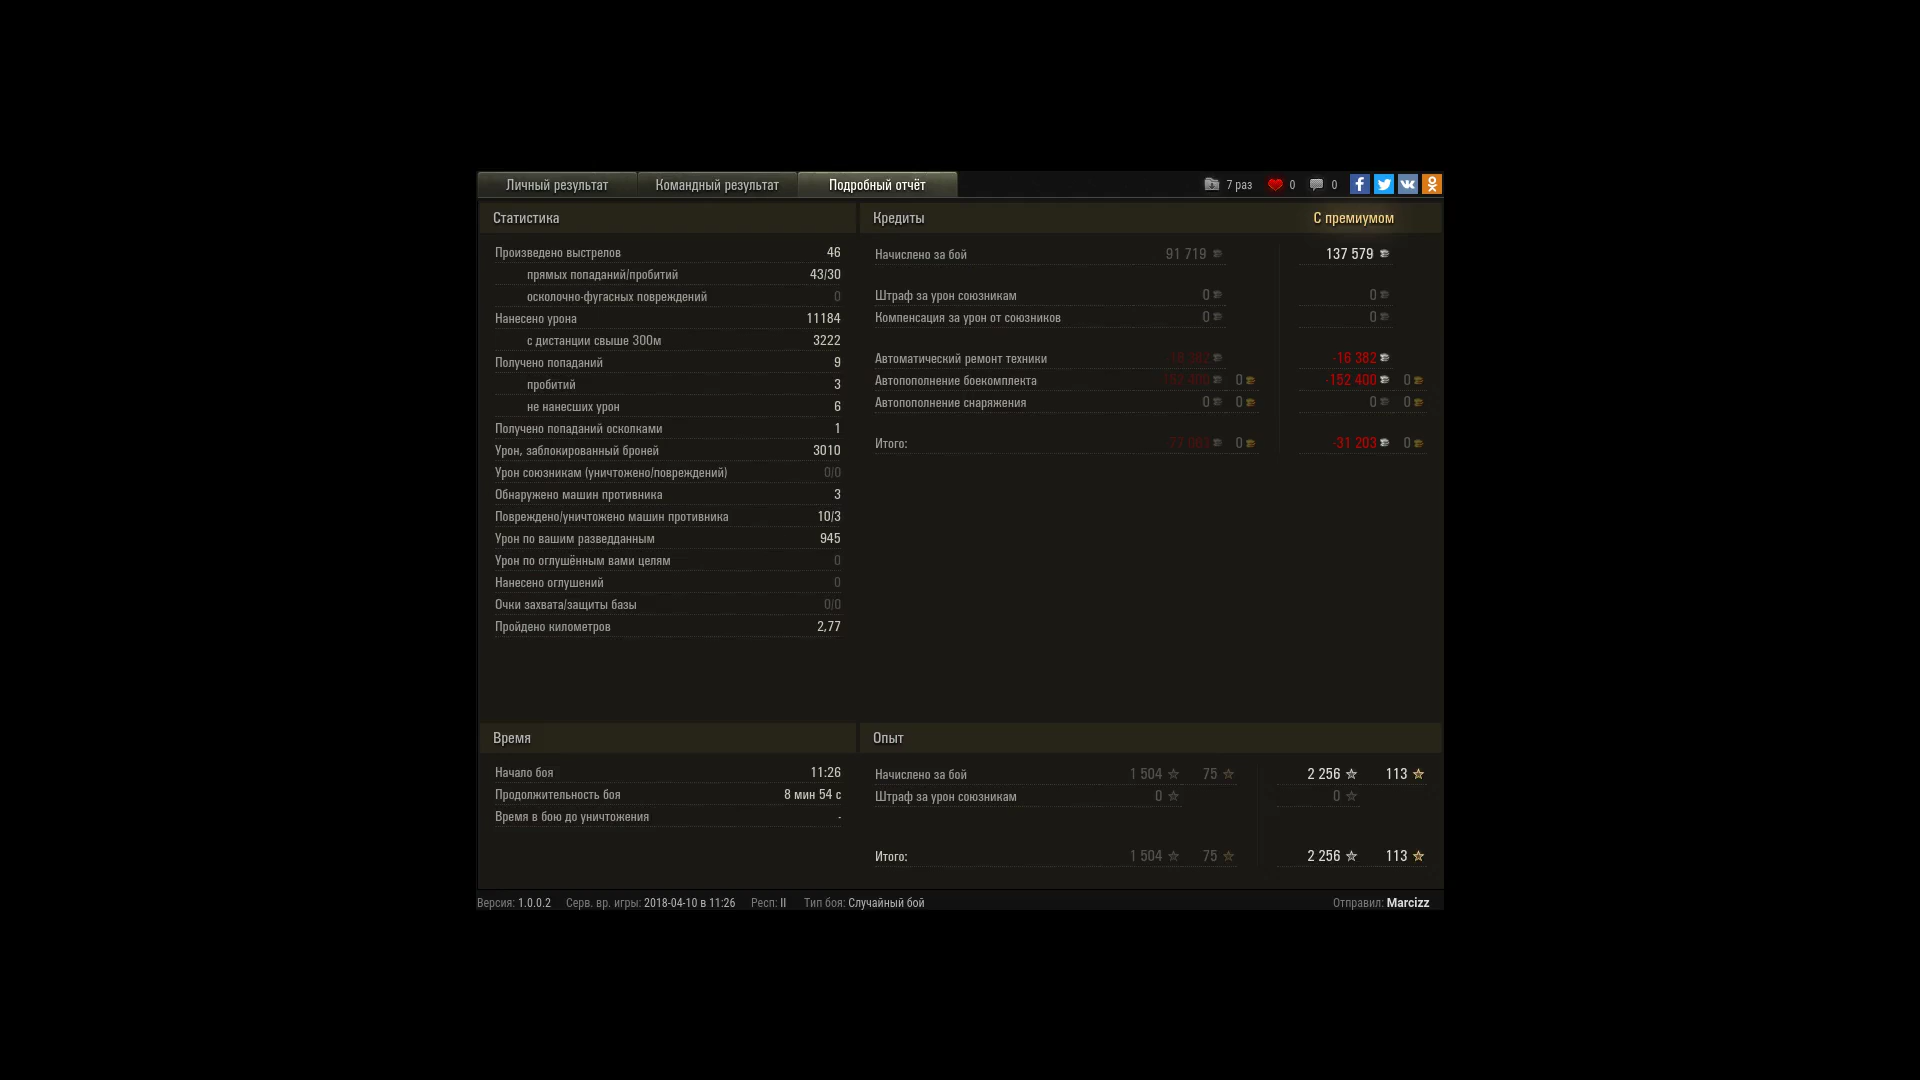 Личный результат Командный результат Подробный отчёт 7 раз 0 0
Статистика
Произведено выстрелов 46
прямых попаданий/пробитий 43/30
осколочно-фугасных повреждений 0
Нанесено урона 11184
с дистанции свыше 300м 3222
Получено попаданий 9
пробитий 3
не нанесших урон 6
Получено попаданий осколками 1
Урон, заблокированный броней 3010
Урон союзникам (уничтожено/повреждений) 0/0
Обнаружено машин противника 3
Повреждено/уничтожено машин противника 10/3
Урон по вашим разведданным 945
Урон по оглушённым вами целям 0
Нанесено оглушений 0
Очки захвата/защиты базы 0/0
Пройдено километров 2,77
Кредиты С премиумом
Начислено за бой 91 719 137 579
Штраф за урон союзникам 0 0
Компенсация за урон от союзников 0 0
Автоматический ремонт техники -16 382 -16 382
Автопополнение боекомплекта -152 400 0 -152 400 0
Автопополнение снаряжения 0 0 0 0
Итого: 0 -31 203 0
Время
Начало боя 11:26
Продолжительность боя 8 мин 54 с
Время в бою до уничтожения -
Опыт
Начислено за бой 1 504 75 2 256 113
Штраф за урон союзникам 0 0
Итого: 1 504 75 2 256 113
Версия: 1.0.0.2 Серв. вр. игры: 2018-04-10 в 11:26 Респ: II Тип боя: Случайный бой Отправил: Marcizz